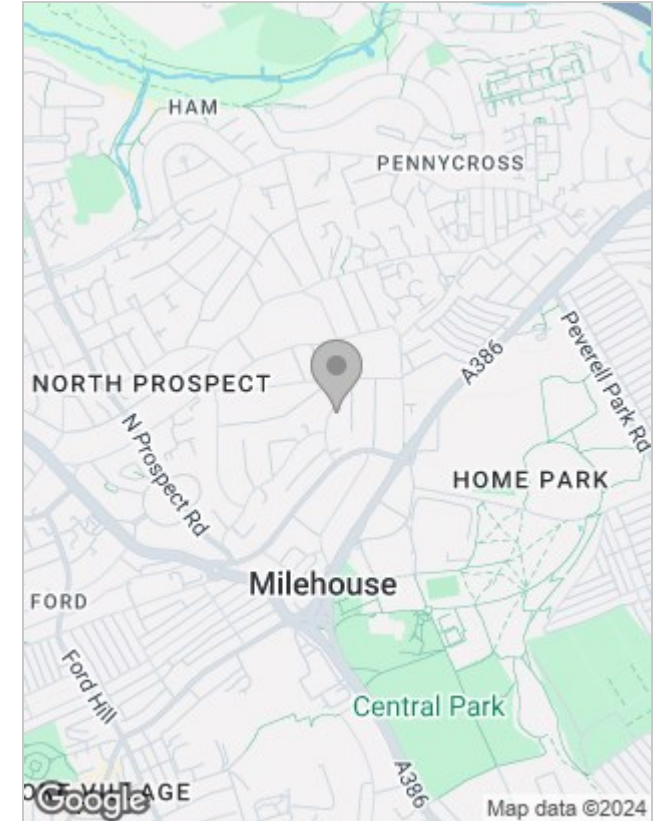 HAM
PENNYCROSS
A386
Peverell Park Rd
NORTH PROSPECT
N Prospect Rd
HOME PARK
Milehouse
FORD
Ford Hill
Central Park
A386
VILLAGE
Google
Map data ©2024